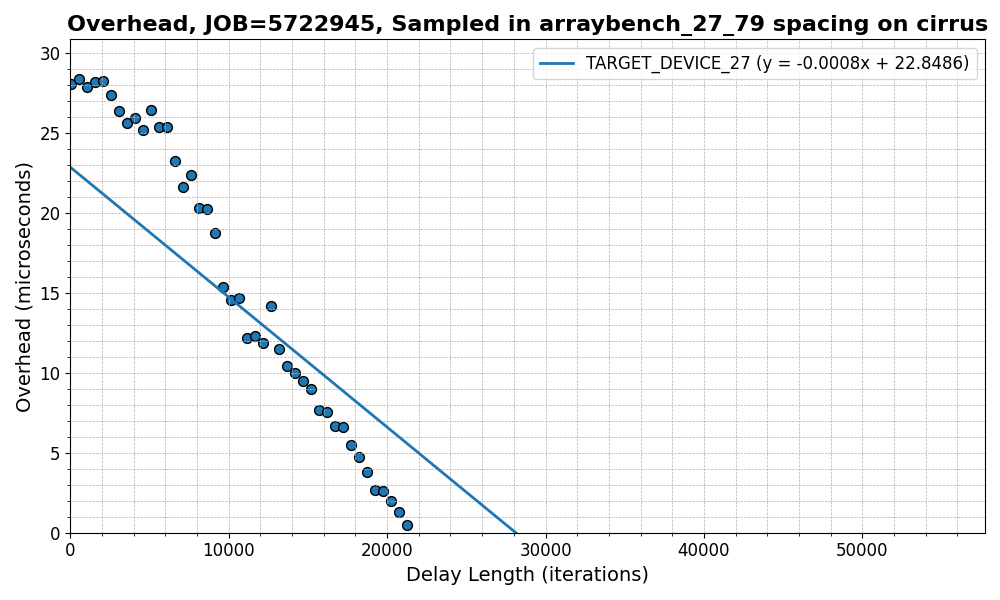 Overhead, JOB=5722945, Sampled in arraybench_27_79 spacing on cirrus
TARGET_DEVICE_27 (y = -0.0008x + 22.8486)
Overhead (microseconds)
30
25
20
15
10
5
0
0 10000 20000 30000 40000 50000
Delay Length (iterations)